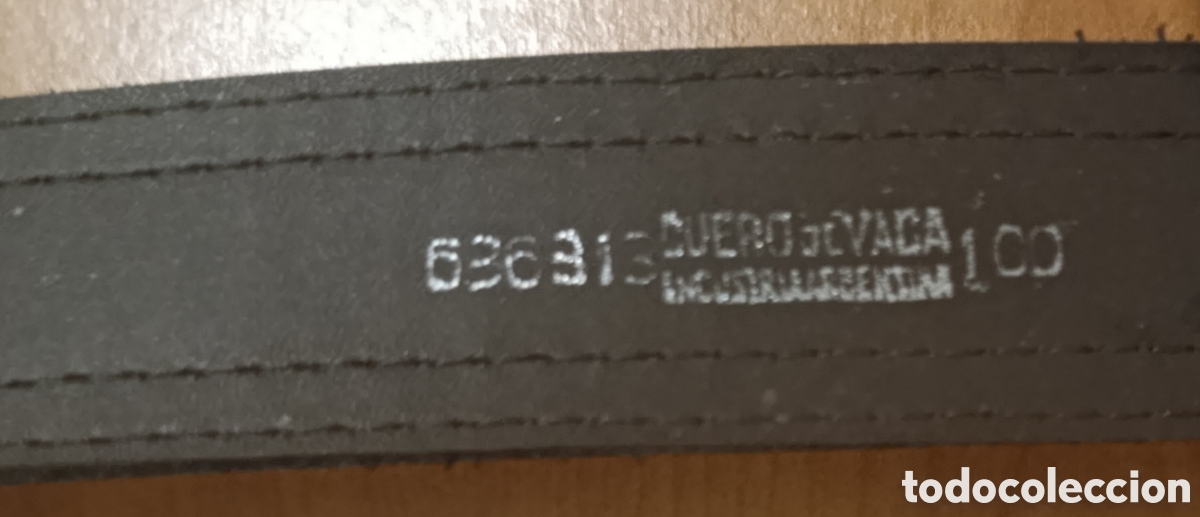 636313 CUERO DE VACA 100
INDUSTRIA ARGENTINA
todocoleccion